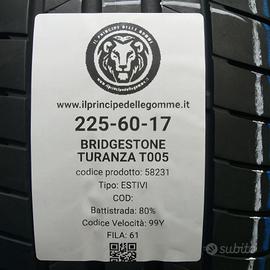 IL PRINCIPE DELLE GOMME
www.ilprincipedellegomme.it
225-60-17
BRIDGESTONE
TURANZA T005
codice prodotto: 58231
Tipo: ESTIVI
COD:
Battistrada: 80%
Codice Velocità: 99Y
FILA: 61
subito